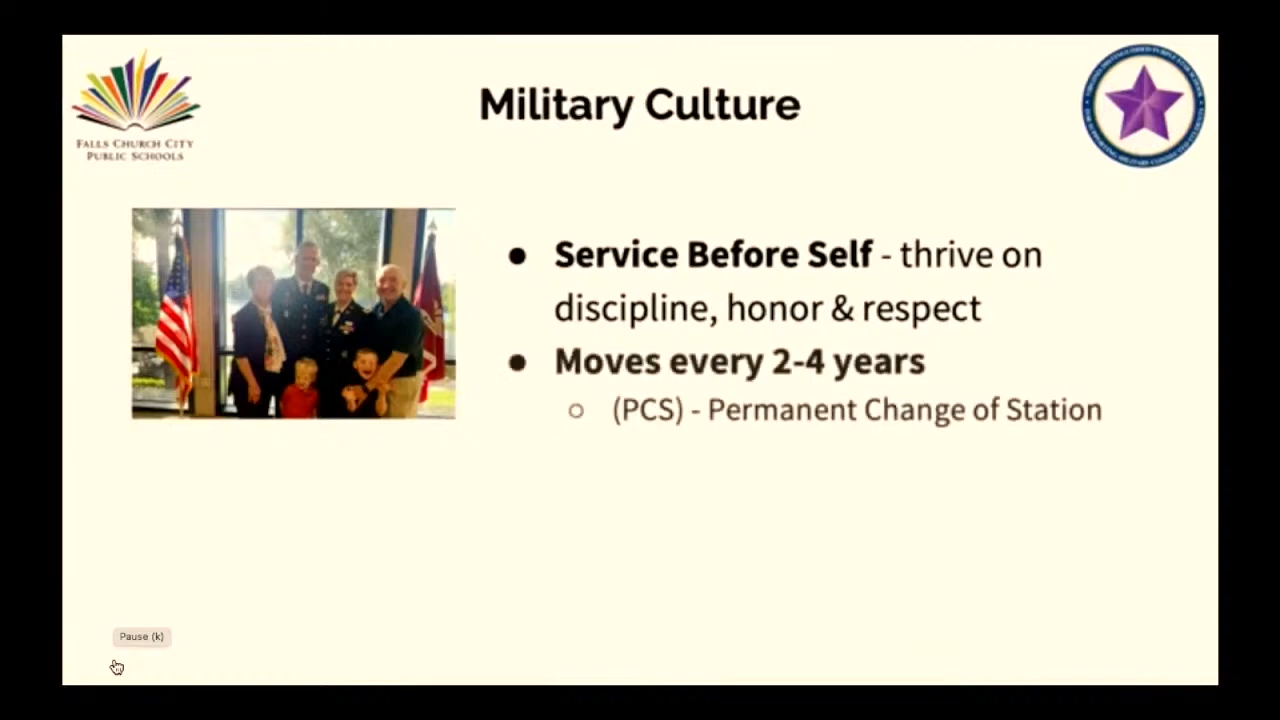 Military Culture
FALLS CHURCH CITY
PUBLIC SCHOOLS
● Service Before Self - thrive on
discipline, honor & respect
● Moves every 2-4 years
○ (PCS) - Permanent Change of Station
Pause (k)